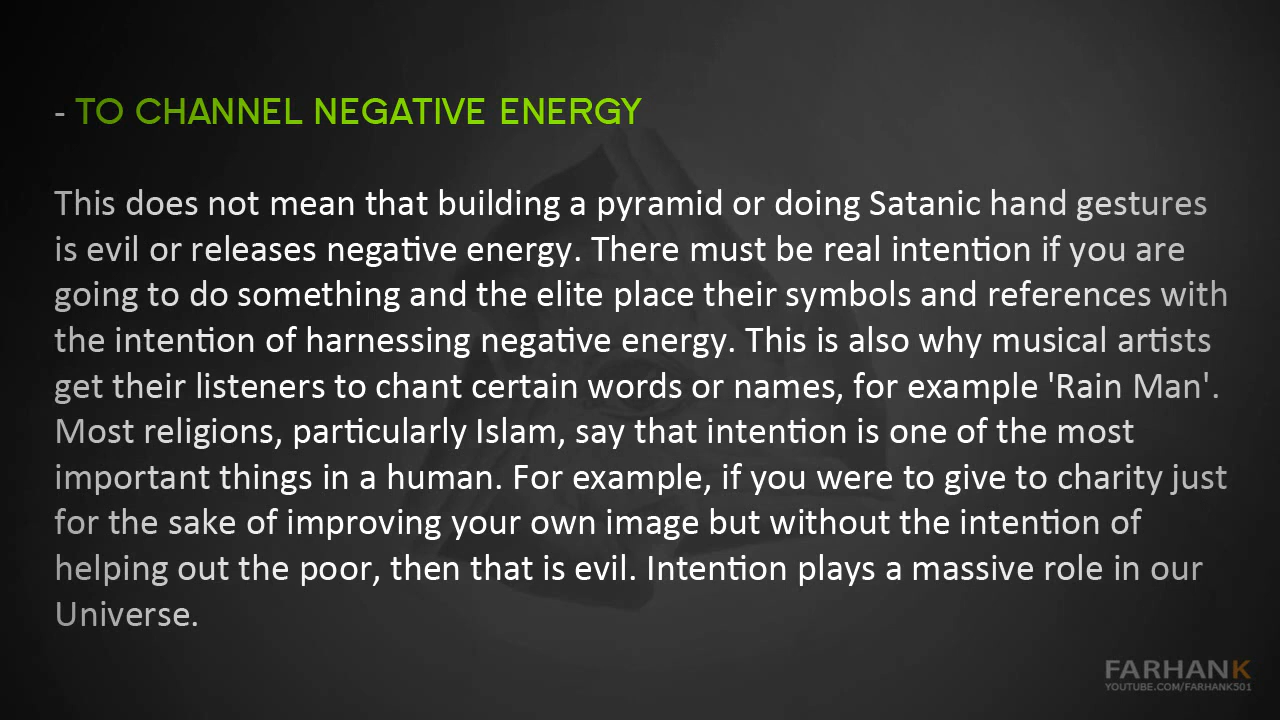 - TO CHANNEL NEGATIVE ENERGY
This does not mean that building a pyramid or doing Satanic hand gestures
is evil or releases negative energy. There must be real intention if you are
going to do something and the elite place their symbols and references with
the intention of harnessing negative energy. This is also why musical artists
get their listeners to chant certain words or names, for example 'Rain Man'.
Most religions, particularly Islam, say that intention is one of the most
important things in a human. For example, if you were to give to charity just
for the sake of improving your own image but without the intention of
helping out the poor, then that is evil. Intention plays a massive role in our
Universe.
FARHANK
YOUTUBE.COM/FARHANK501